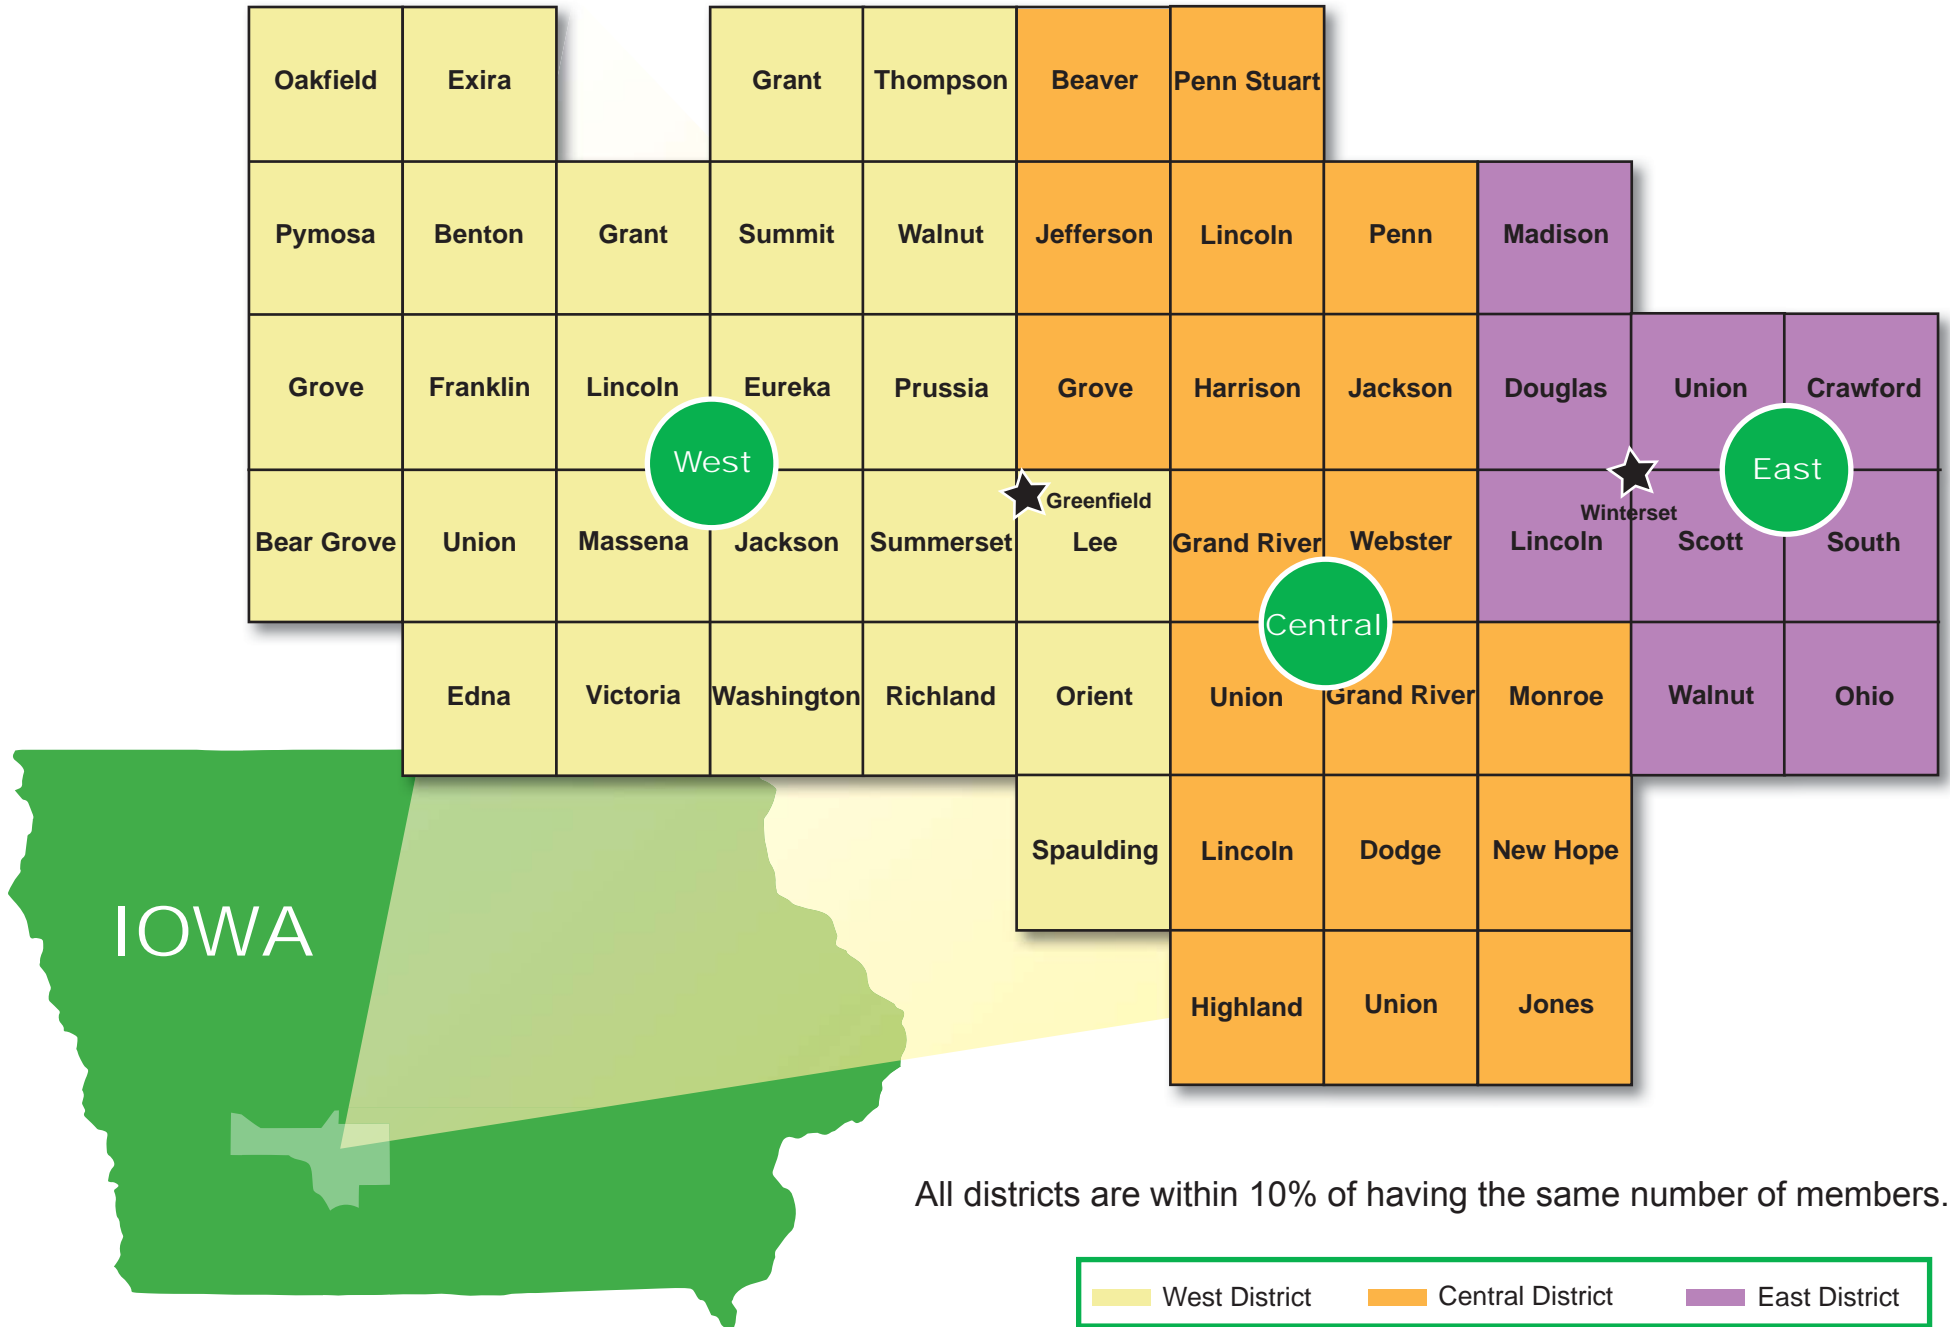 Oakfield
Exira
Grant
Thompson
Beaver
Penn Stuart
Pymosa
Benton
Grant
Summit
Walnut
Jefferson
Lincoln
Penn
Madison
Grove
Franklin
Lincoln
Eureka
Prussia
Grove
Harrison
Jackson
Douglas
Union
Crawford
West
East
Greenfield
Winterset
Bear Grove
Union
Massena
Jackson
Summerset
Lee
Grand River
Webster
Lincoln
Scott
South
Central
Edna
Victoria
Washington
Richland
Orient
Union
Grand River
Monroe
Walnut
Ohio
Spaulding
Lincoln
Dodge
New Hope
IOWA
Highland
Union
Jones
All districts are within 10% of having the same number of members.
West District
Central District
East District